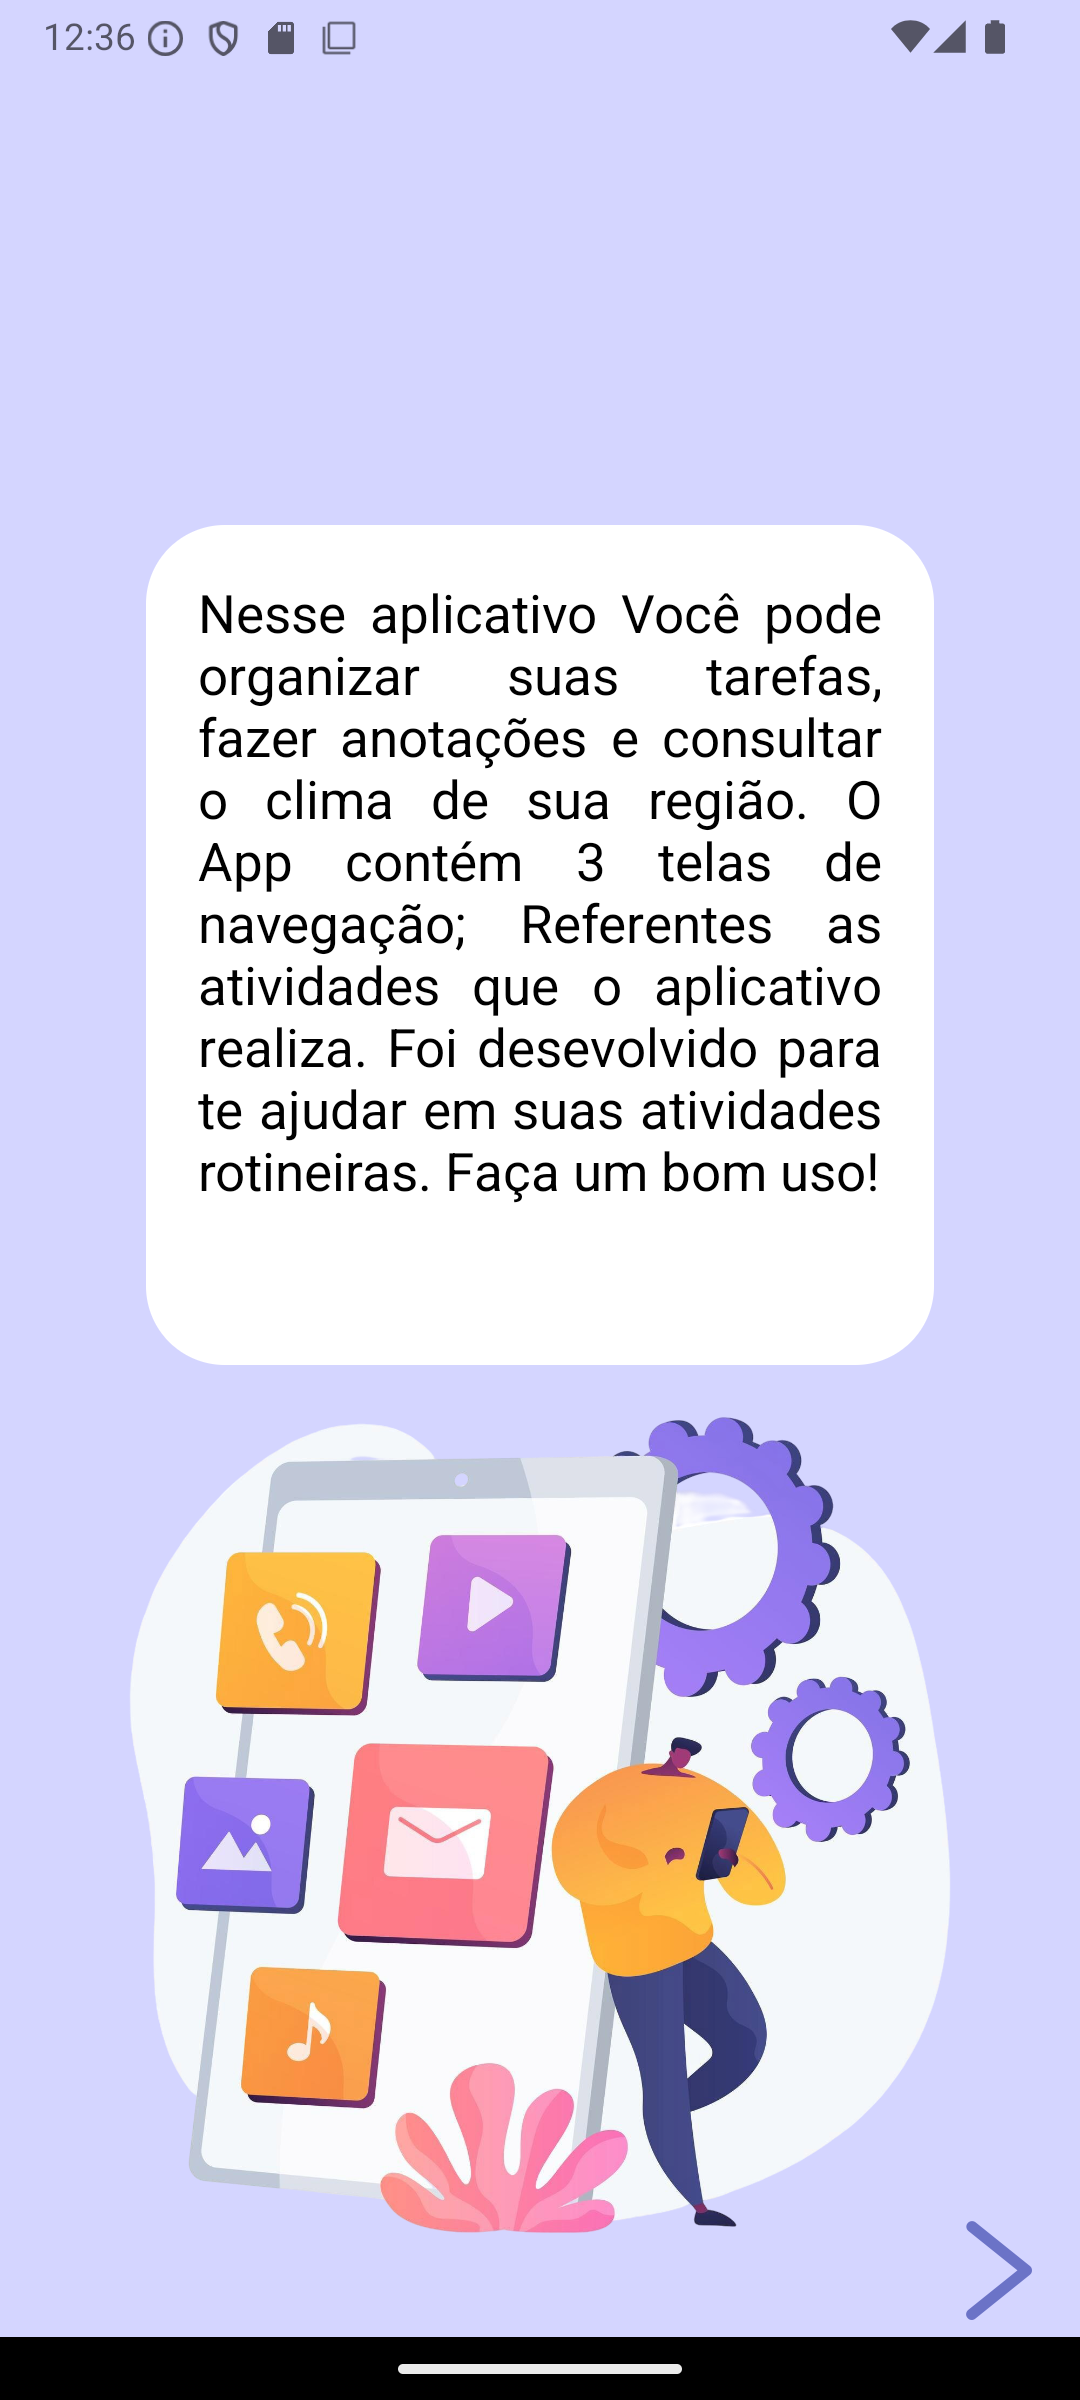 12:36
Nesse aplicativo Você pode
organizar suas tarefas,
fazer anotações e consultar
o clima de sua região. O
App contém 3 telas de
navegação; Referentes as
atividades que o aplicativo
realiza. Foi desevolvido para
te ajudar em suas atividades
rotineiras. Faça um bom uso!